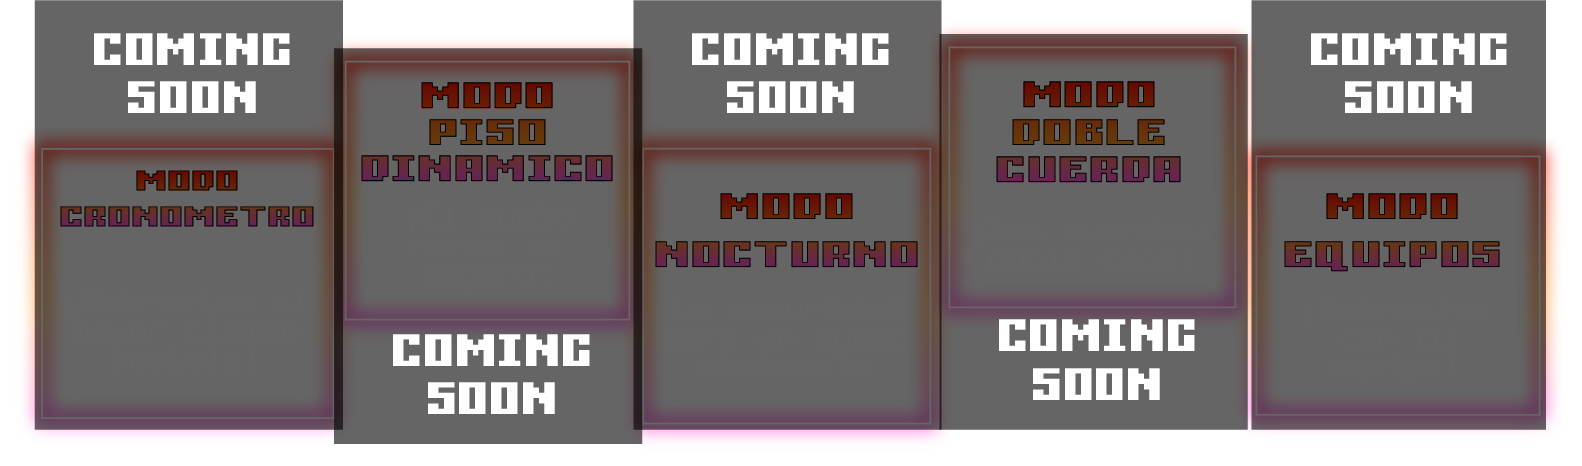 COMING
SOON
MODO
CRONOMETRO
MODO
PISO
DINAMICO
COMING
SOON
COMING
SOON
MODO
NOCTURNO
MODO
DOBLE
CUERDA
COMING
SOON
COMING
SOON
MODO
EQUIPOS